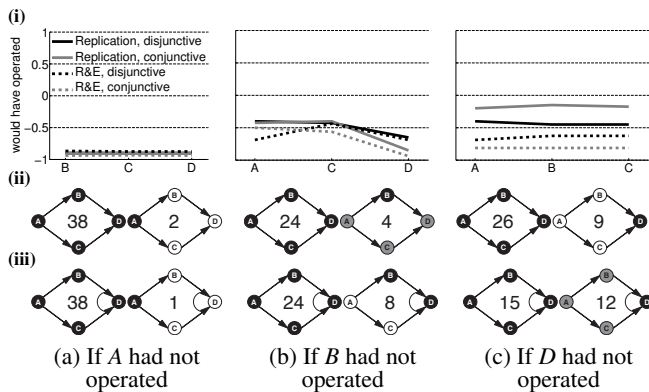 (i)
would have operated
1
0.5
0
−0.5
−1
Replication, disjunctive
Replication, conjunctive
R&E, disjunctive
R&E, conjunctive
B C D
A C D
A B C
(ii)
A B C D 38
A B C D 2
A B C D 24
A B C D 4
A B C D 26
A B C D 9
(iii)
A B C D 38
A B C D 1
A B C D 24
A B C D 8
A B C D 15
A B C D 12
(a) If A had not
operated
(b) If B had not
operated
(c) If D had not
operated